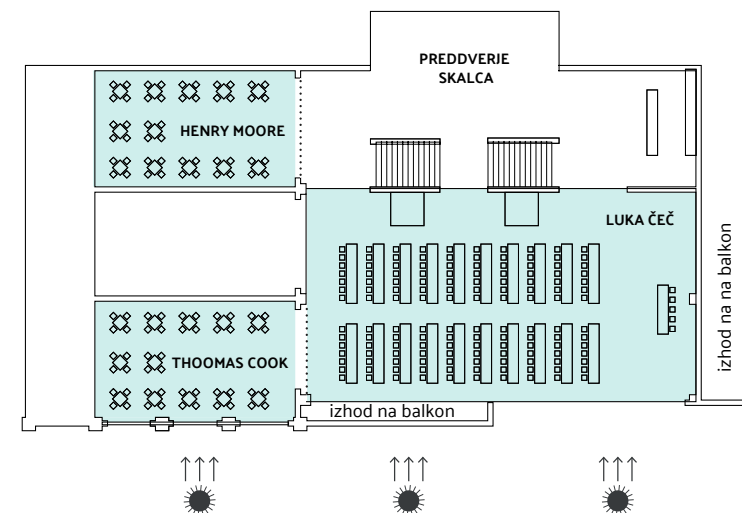 PREDDVERJE
SKALCA
HENRY MOORE
LUKA ČEČ
izhod na na balkon
THOOMAS COOK
izhod na balkon